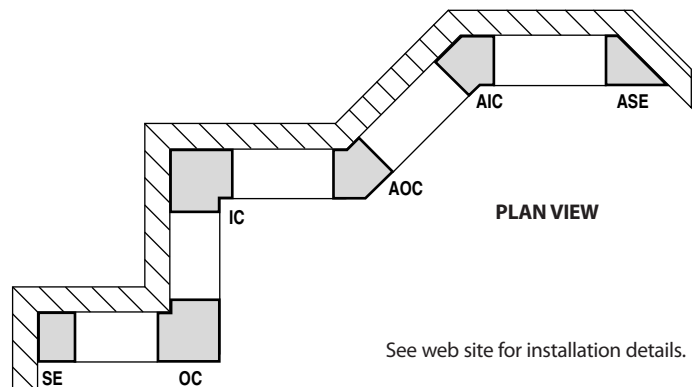 AIC
ASE
AOC
IC
PLAN VIEW
See web site for installation details.
SE
OC